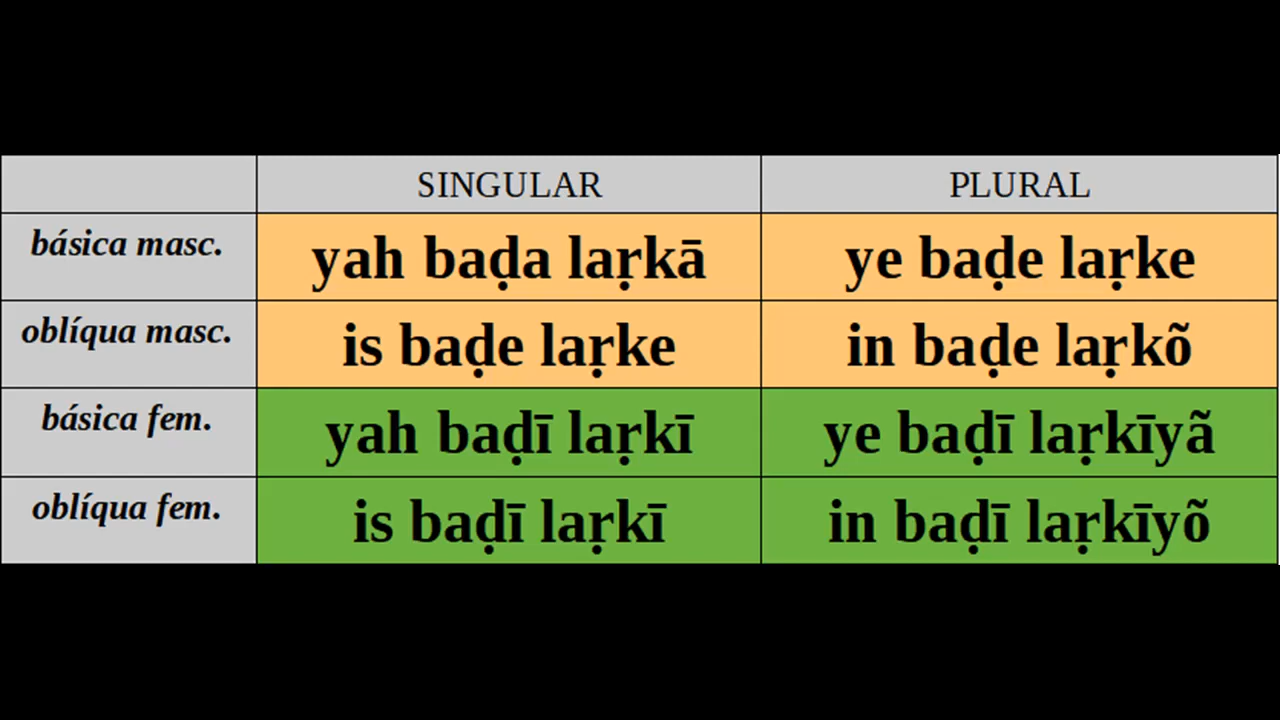 SINGULAR PLURAL
básica masc. yah baḍa laṛkā ye baḍe laṛke
oblíqua masc. is baḍe laṛke in baḍe laṛkõ
básica fem. yah baḍī laṛkī ye baḍī laṛkīyã
oblíqua fem. is baḍī laṛkī in baḍī laṛkīyõ